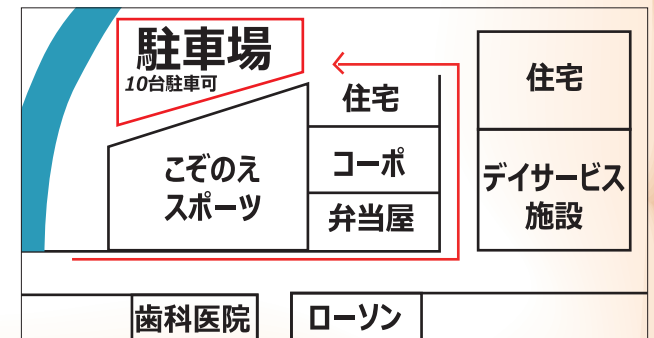 駐車場
10台駐車可
住宅
住宅
こぞのえ
スポーツ
コーポ
デイサービス
施設
弁当屋
歯科医院
ローソン